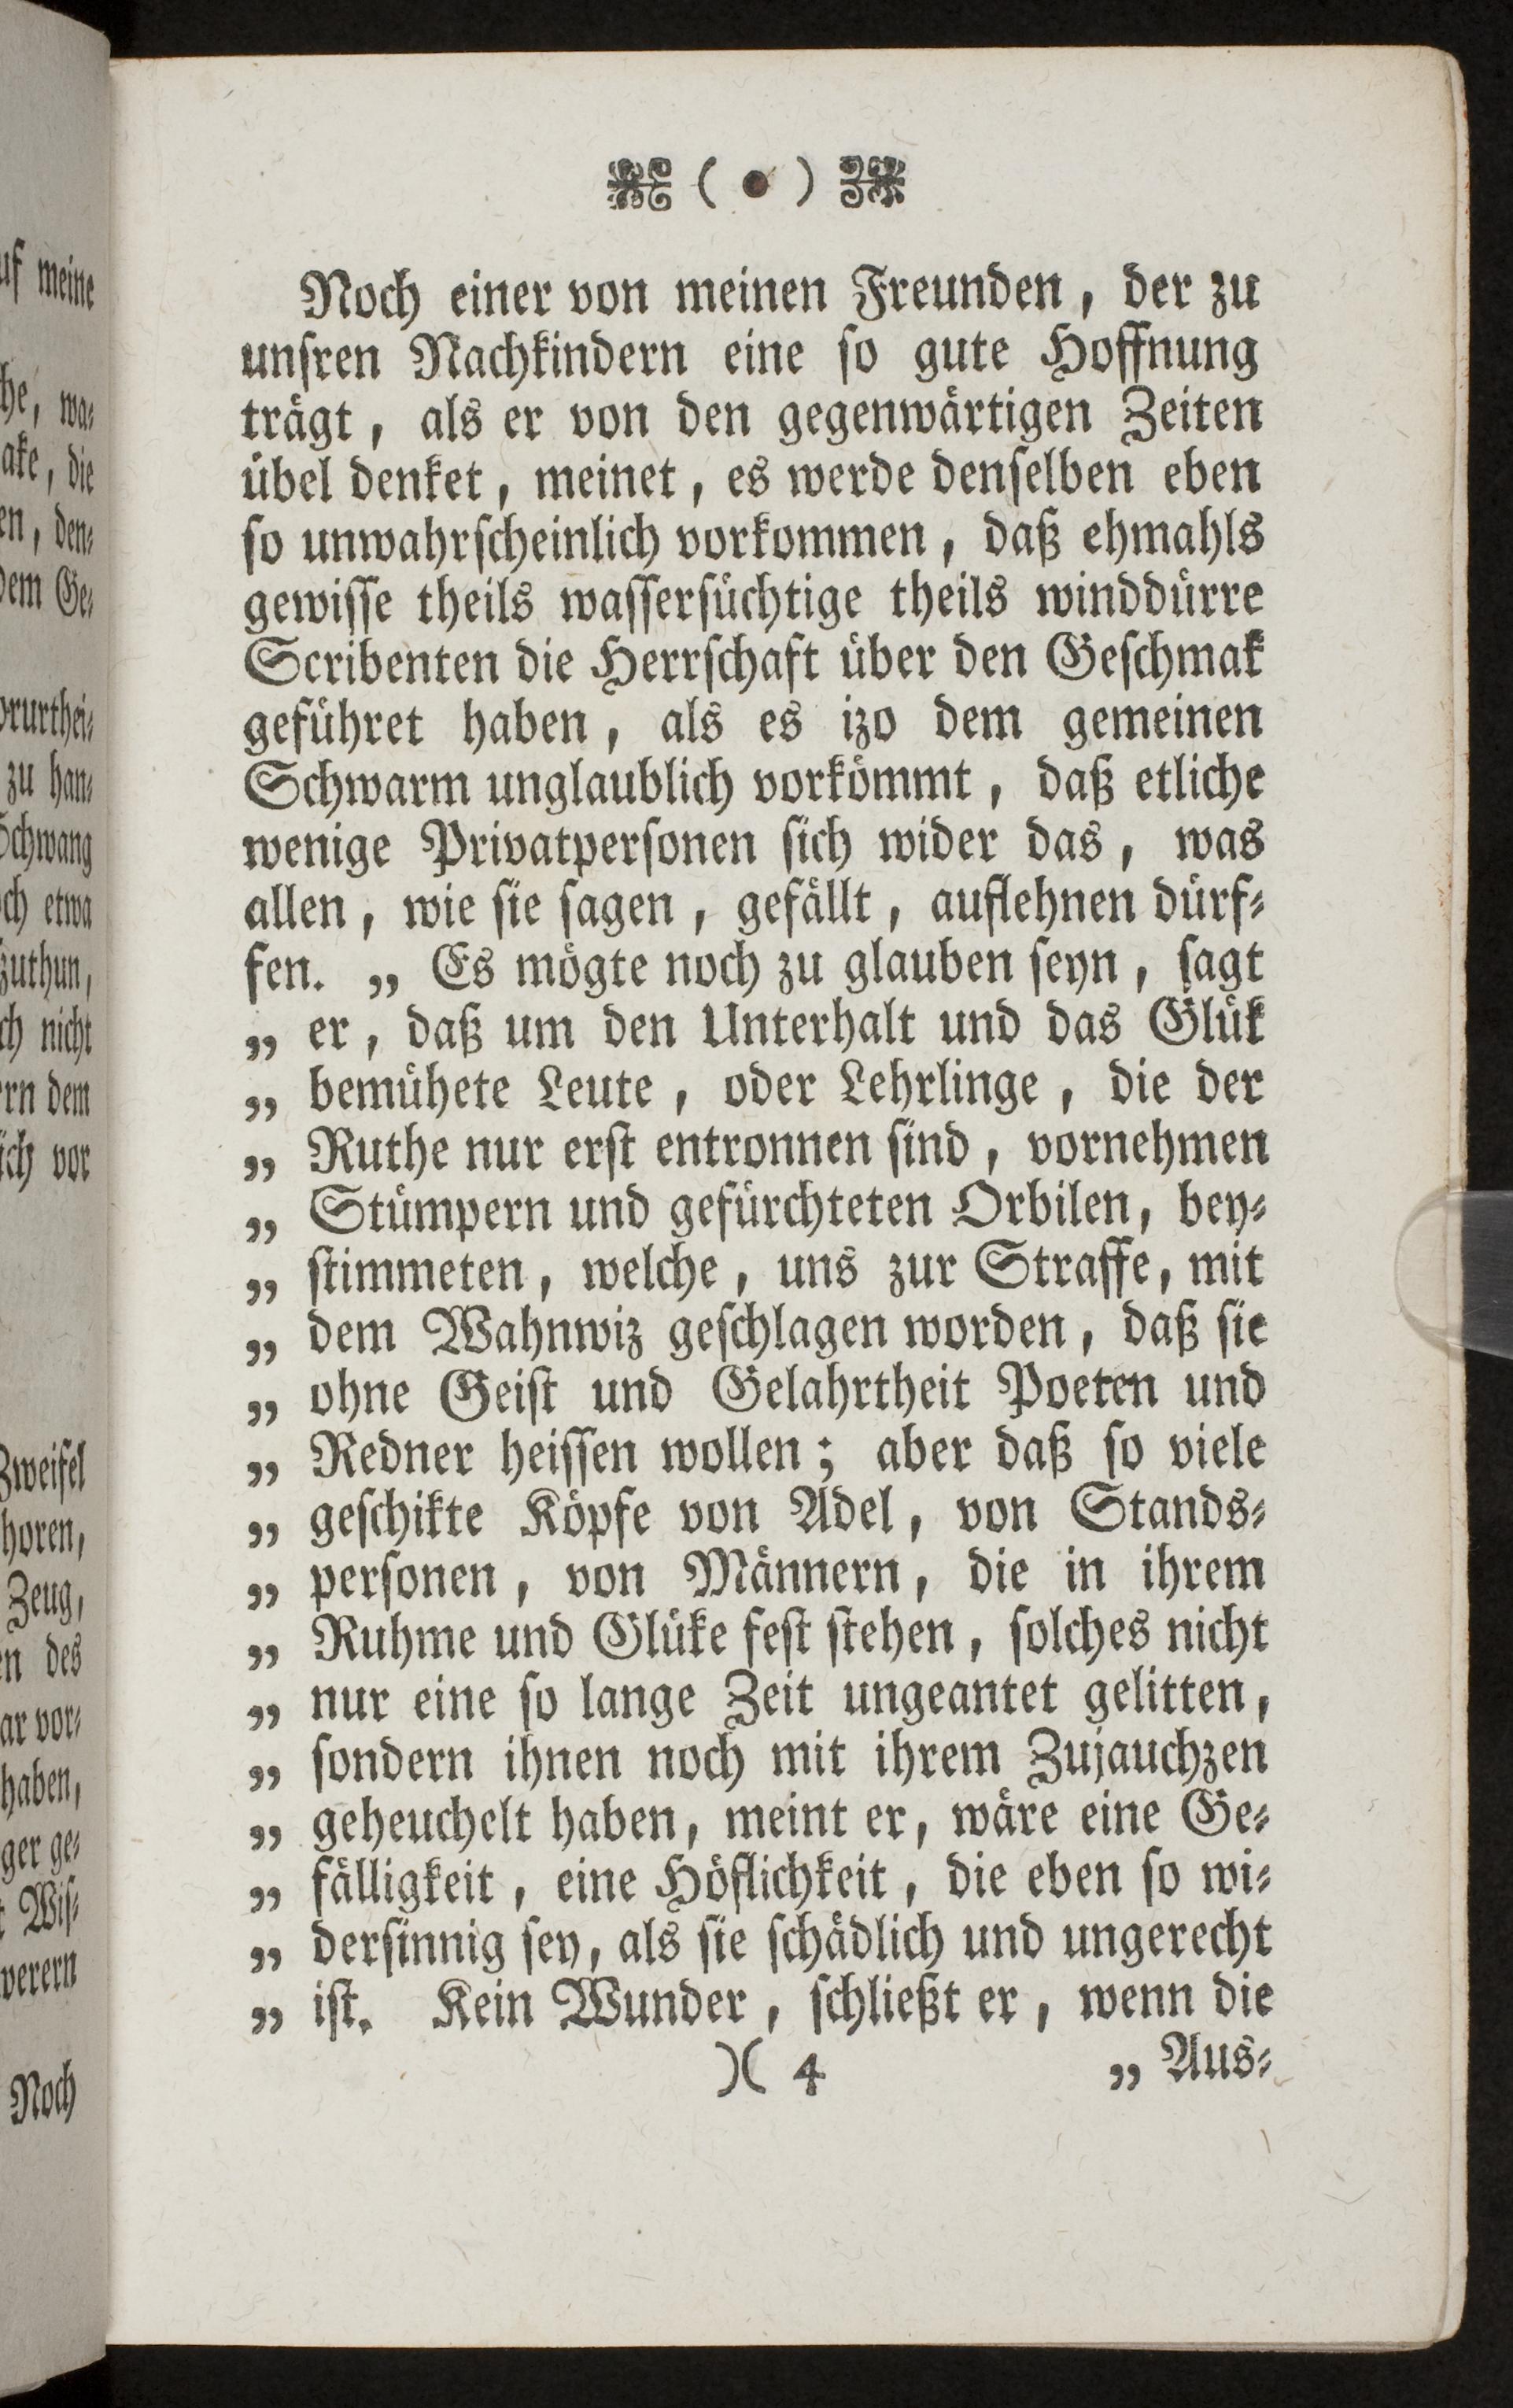 ( • )
Noch einer von meinen Freunden, der zu
unsren Nachkindern eine so gute Hoffnung
trägt, als er von den gegenwärtigen Zeiten
übel denket, meinet, es werde denselben eben
so unwahrscheinlich vorkommen, daß ehmahls
gewisse theils wassersüchtige theils winddürre
Scribenten die Herrschaft über den Geschmak
geführet haben, als es izo dem gemeinen
Schwarm unglaublich vorkömmt, daß etliche
wenige Privatpersonen sich wider das, was
allen, wie sie sagen, gefällt, auflehnen dürf⸗
fen. „ Es mögte noch zu glauben seyn, sagt
„ er, daß um den Unterhalt und das Glük
„ bemühete Leute, oder Lehrlinge, die der
„ Ruthe nur erst entronnen sind, vornehmen
„ Stümpern und gefürchteten Orbilen, bey⸗
„ stimmeten, welche, uns zur Straffe, mit
„ dem Wahnwiz geschlagen worden, daß sie
„ ohne Geist und Gelahrtheit Poeten und
„ Redner heissen wollen; aber daß so viele
„ geschikte Köpfe von Adel, von Stands⸗
„ personen, von Männern, die in ihrem
„ Ruhme und Glüke fest stehen, solches nicht
„ nur eine so lange Zeit ungeantet gelitten,
„ sondern ihnen noch mit ihrem Zujauchzen
„ geheuchelt haben, meint er, wäre eine Ge⸗
„ fälligkeit, eine Höflichkeit, die eben so wi⸗
„ dersinnig sey, als sie schädlich und ungerecht
„ ist. Kein Wunder, schließt er, wenn die
)( 4 „ Aus⸗